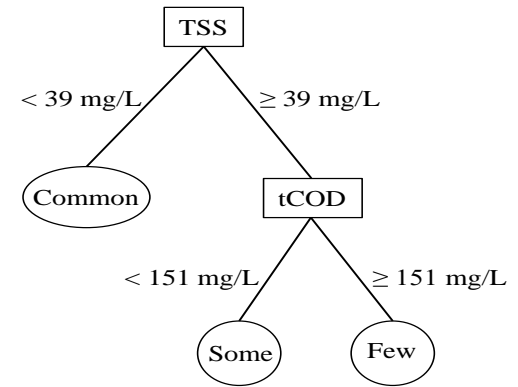 TSS
< 39 mg/L
≥ 39 mg/L
Common
tCOD
< 151 mg/L
≥ 151 mg/L
Some
Few